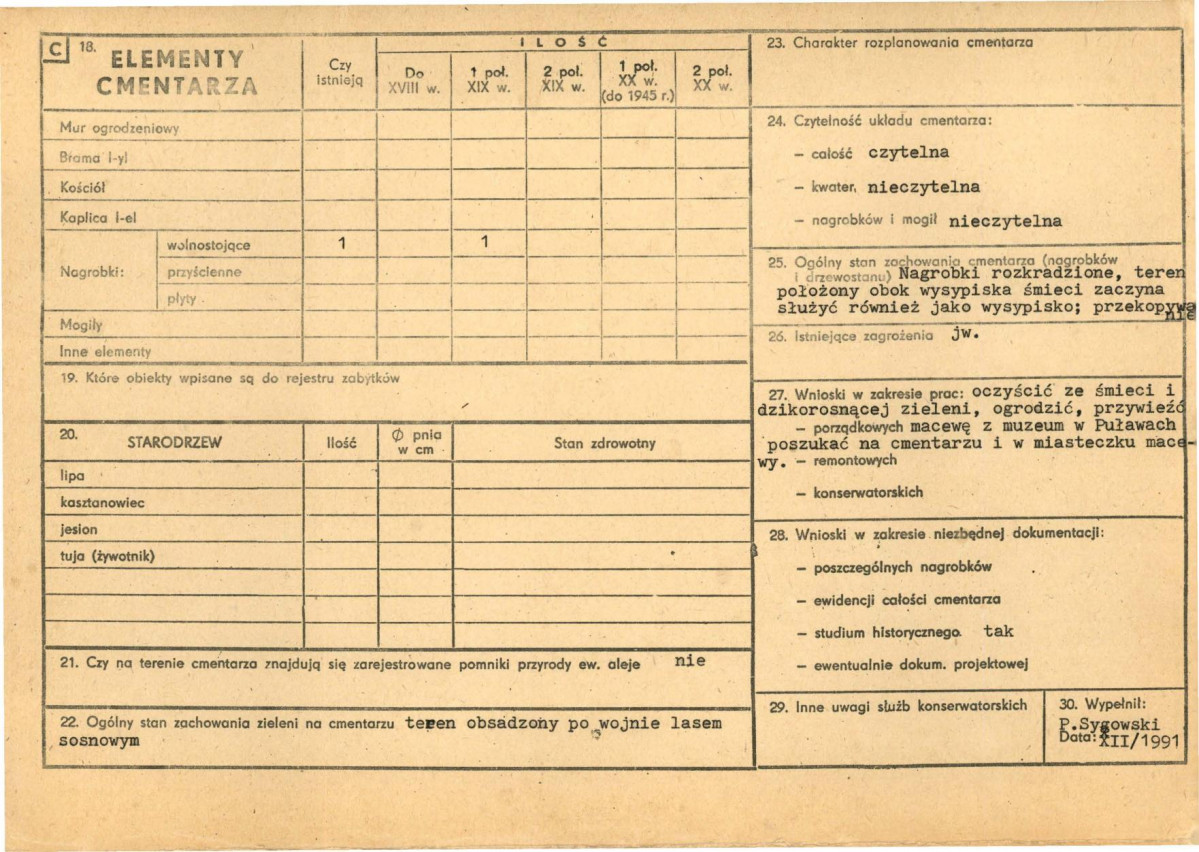 C 18. ELEMENTY CMENTARZA
Czy istnieją
ILOŚĆ
Do XVIII w.
1 poł. XIX w.
2 poł. XIX w.
1 poł. XX w. (do 1945 r.)
2 poł. XX w.
Mur ogrodzeniowy
Brama i-yl
Kościół
Kaplica i-el
Nagrobki:
wolnostojące 1 1
przyścienne
płyty
Mogiły
Inne elementy
19. Które obiekty wpisane są do rejestru zabytków
20. STARODRZEW Ilość Ø pnia w cm Stan zdrowotny
lipa
kasztanowiec
jesion
tuja (żywotnik)
21. Czy na terenie cmentarza znajdują się zarejestrowane pomniki przyrody ew. aleje nie
22. Ogólny stan zachowania zieleni na cmentarzu teren obsadzony po wojnie lasem
sosnowym
23. Charakter rozplanowania cmentarza
24. Czytelność układu cmentarza:
– całość czytelna
– kwater, nieczytelna
– nagrobków i mogił nieczytelna
25. Ogólny stan zachowania cmentarza (nagrobków
i drzewostanu) Nagrobki rozkradzione, teren
położony obok wysypiska śmieci zaczyna
służyć również jako wysypisko; przekopywa
nie
26. Istniejące zagrożenia jw.
27. Wnioski w zakresie prac: oczyścić ze śmieci i
dzikorosnącej zieleni, ogrodzić, przywieźć
– porządkowych macewę z muzeum w Puławach
poszukać na cmentarzu i w miasteczku mace-
wy. – remontowych
– konserwatorskich
28. Wnioski w zakresie niezbędnej dokumentacji:
– poszczególnych nagrobków
– ewidencji całości cmentarza
– studium historycznego. tak
– ewentualnie dokum. projektowej
29. Inne uwagi służb konserwatorskich
30. Wypełnił:
P.Sygowski
Data: XII/1991